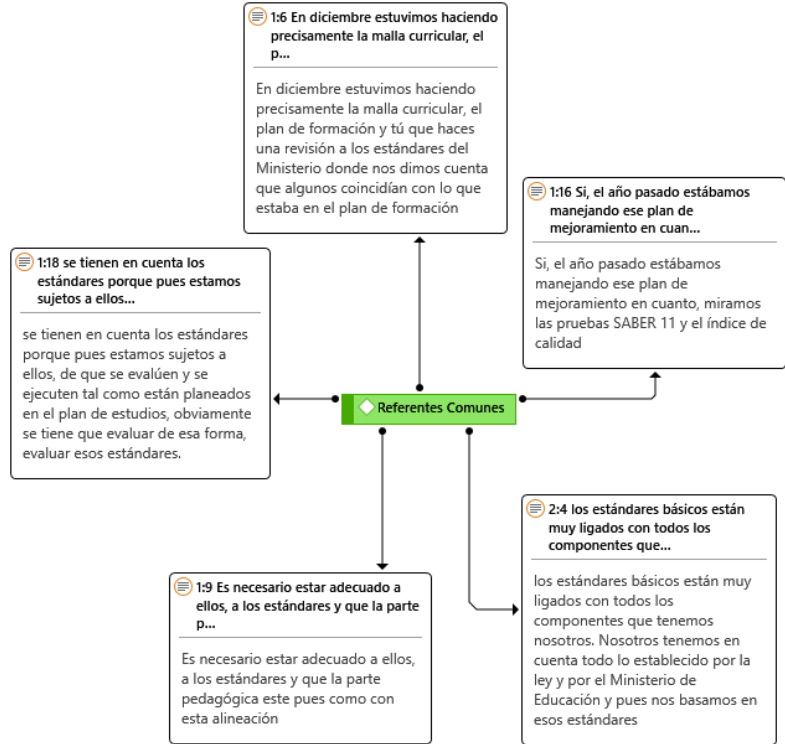 1:6 En diciembre estuvimos haciendo
precisamente la malla curricular, el
p...
En diciembre estuvimos haciendo
precisamente la malla curricular, el
plan de formación y tú que haces
una revisión a los estándares del
Ministerio donde nos dimos cuenta
que algunos coincidían con lo que
estaba en el plan de formación
1:16 Si, el año pasado estábamos
manejando ese plan de
mejoramiento en cuan...
Si, el año pasado estábamos
manejando ese plan de
mejoramiento en cuanto, miramos
las pruebas SABER 11 y el índice de
calidad
1:18 se tienen en cuenta los
estándares porque pues estamos
sujetos a ellos...
se tienen en cuenta los estándares
porque pues estamos sujetos a
ellos, de que se evalúen y se
ejecuten tal como están planeados
en el plan de estudios, obviamente
se tiene que evaluar de esa forma,
evaluar esos estándares.
Referentes Comunes
1:9 Es necesario estar adecuado a
ellos, a los estándares y que la parte
p...
Es necesario estar adecuado a ellos,
a los estándares y que la parte
pedagógica este pues como con
esta alineación
2:4 los estándares básicos están
muy ligados con todos los
componentes que...
los estándares básicos están muy
ligados con todos los
componentes que tenemos
nosotros. Nosotros tenemos en
cuenta todo lo establecido por la
ley y por el Ministerio de
Educación y pues nos basamos en
esos estándares